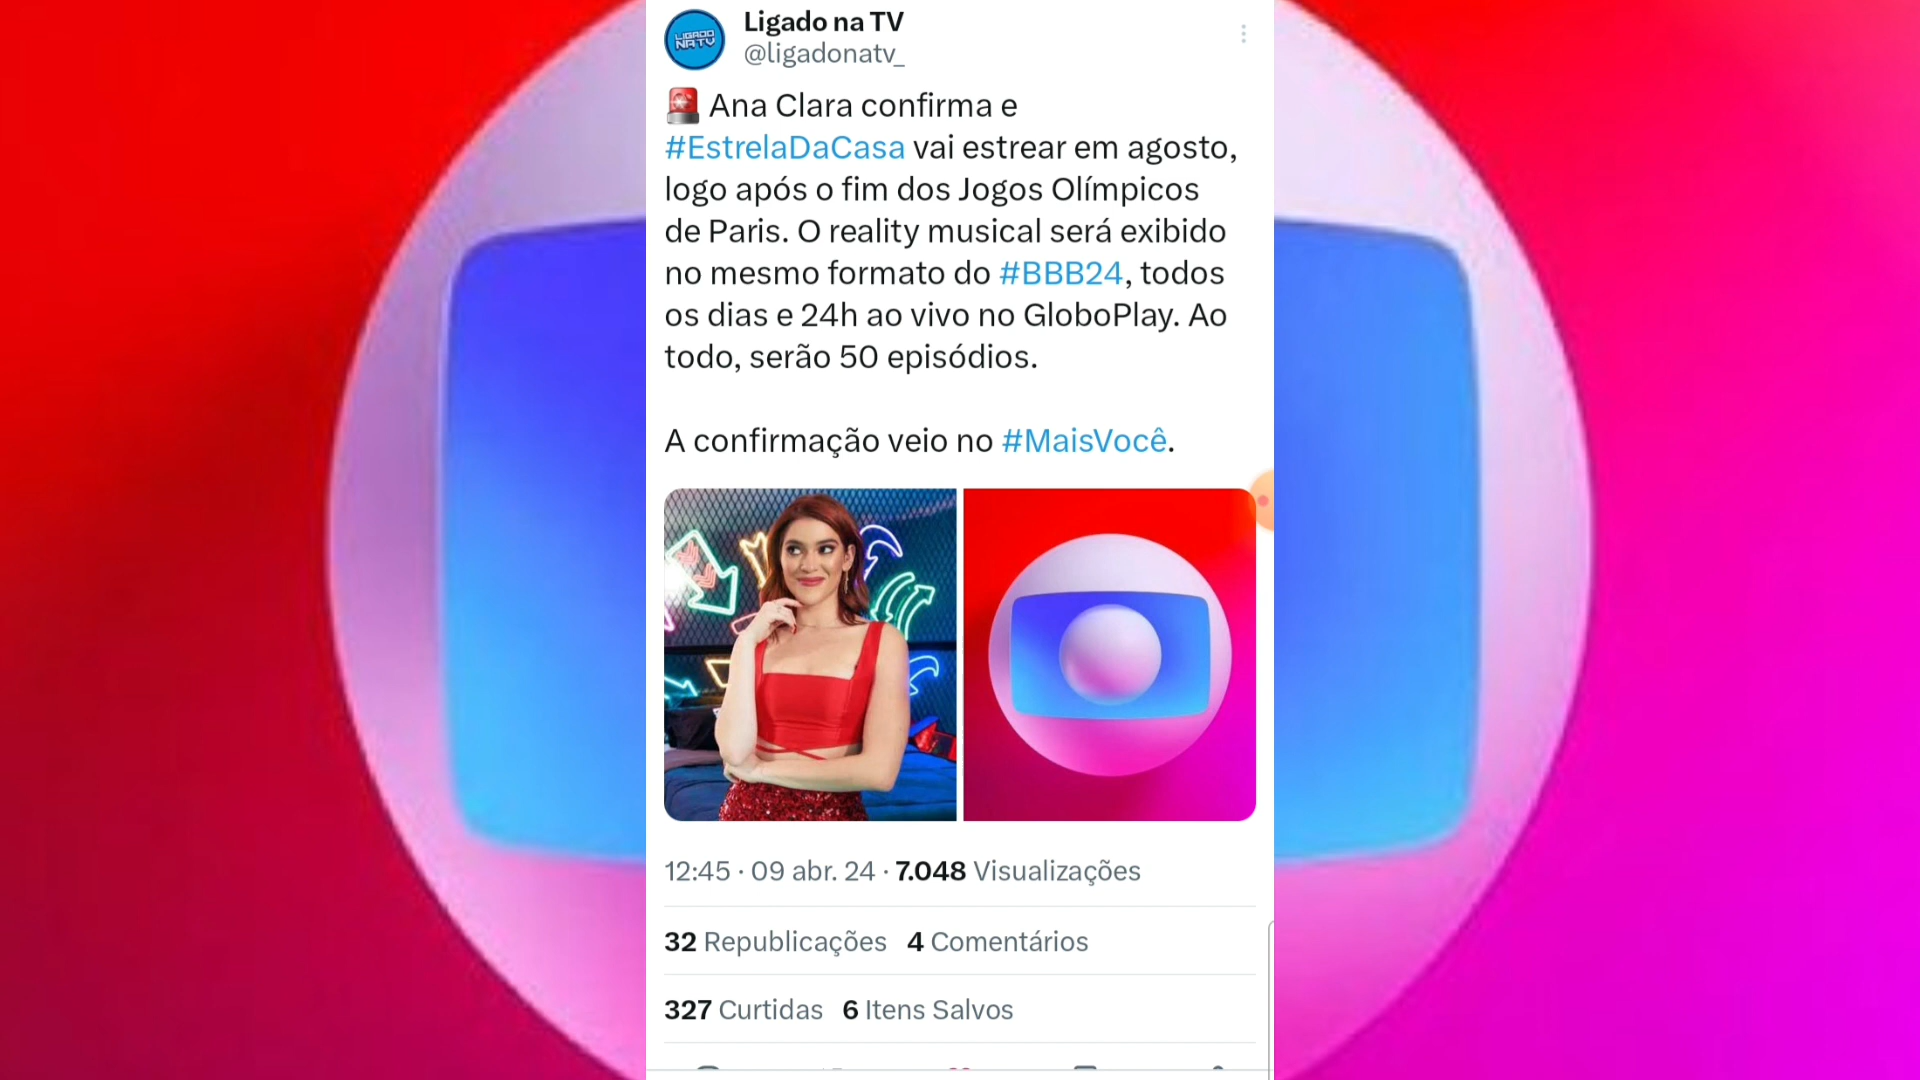 Ligado na TV
@ligadonatv_
LIGADO
NA TV
Ana Clara confirma e
#EstrelaDaCasa vai estrear em agosto,
logo após o fim dos Jogos Olímpicos
de Paris. O reality musical será exibido
no mesmo formato do #BBB24, todos
os dias e 24h ao vivo no GloboPlay. Ao
todo, serão 50 episódios.
A confirmação veio no #MaisVocê.
12:45 · 09 abr. 24 · 7.048 Visualizações
32 Republicações 4 Comentários
327 Curtidas 6 Itens Salvos